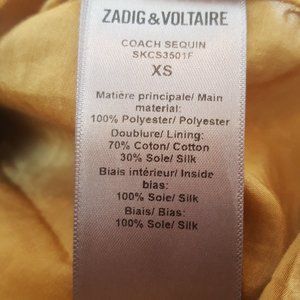 ZADIG & VOLTAIRE
COACH SEQUIN
SKCS3501F
XS
Matière principale/ Main
material:
100% Polyester/ Polyester
Doublure/ Lining:
70% Coton/ Cotton
30% Soie/ Silk
Biais intérieur/ Inside
bias:
100% Soie/ Silk
Biais/ Bias:
100% Soie/ Silk